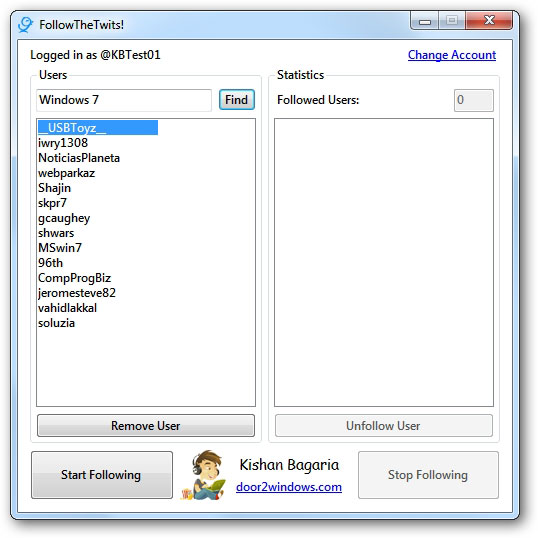 FollowTheTwits!
Logged in as @KBTest01
Change Account
Users
Windows 7
Find
__USBToyz__
iwry1308
NoticiasPlaneta
webparkaz
Shajin
skpr7
gcaughey
shwars
MSwin7
96th
CompProgBiz
jeromesteve82
vahidlakkal
soluzia
Remove User
Statistics
Followed Users:
0
Unfollow User
Start Following
Kishan Bagaria
door2windows.com
Stop Following